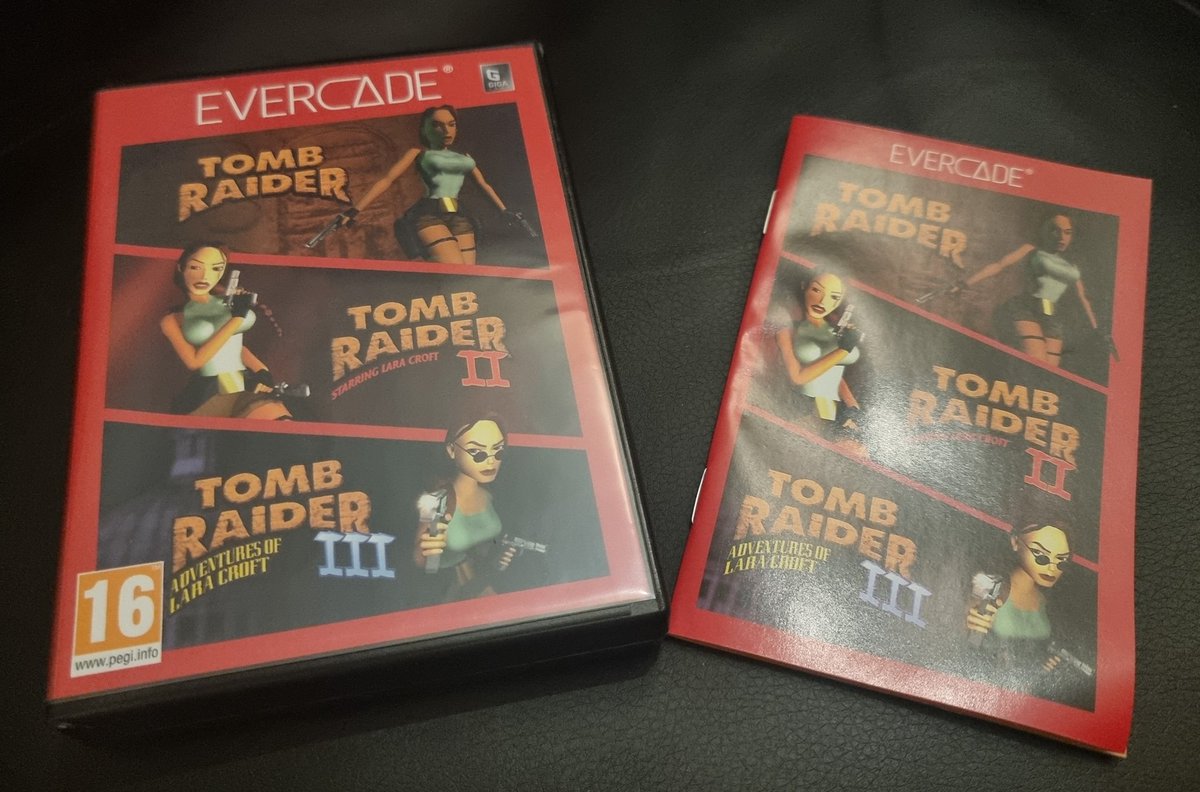 EVERCADE®
G
GIGA
TOMB
RAIDER
TOMB
RAIDER
STARRING LARA CROFT
II
TOMB
RAIDER
III
ADVENTURES OF
LARA CROFT
16
www.pegi.info
EVERCADE®
TOMB
RAIDER
TOMB
RAIDER
II
TOMB
RAIDER
III
ADVENTURES OF
LARA CROFT